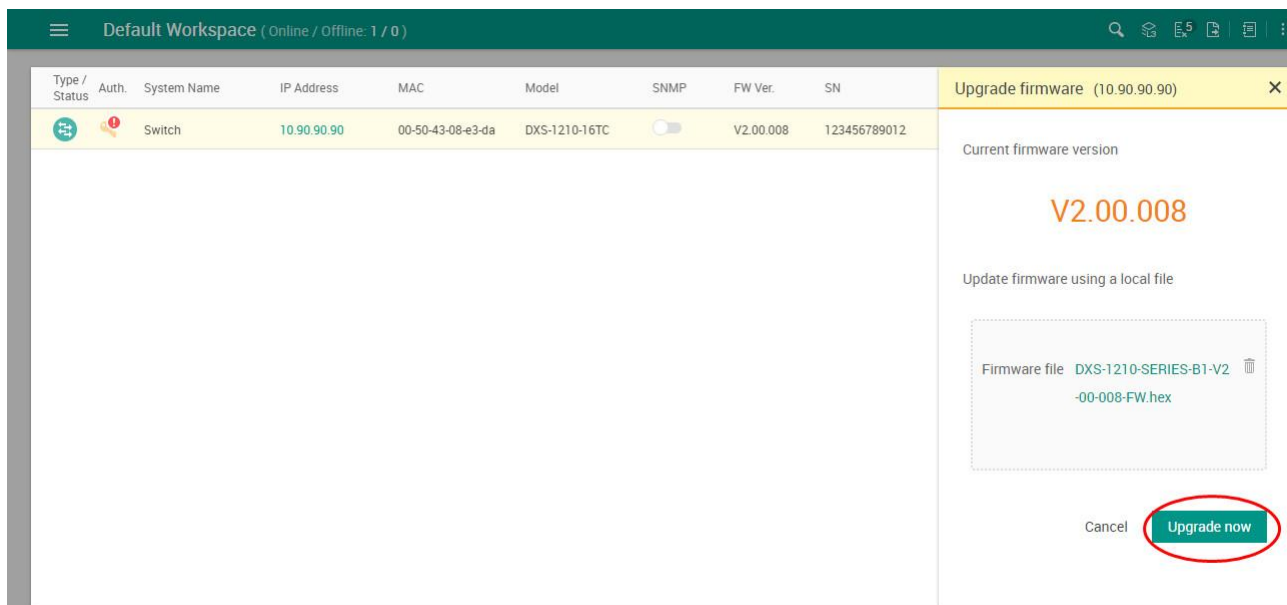 Default Workspace ( Online / Offline: 1 / 0 )
5
Type / Status Auth. System Name IP Address MAC Model SNMP FW Ver. SN
Switch 10.90.90.90 00-50-43-08-e3-da DXS-1210-16TC V2.00.008 123456789012
Upgrade firmware (10.90.90.90)
Current firmware version
V2.00.008
Update firmware using a local file
Firmware file DXS-1210-SERIES-B1-V2
-00-008-FW.hex
Cancel Upgrade now